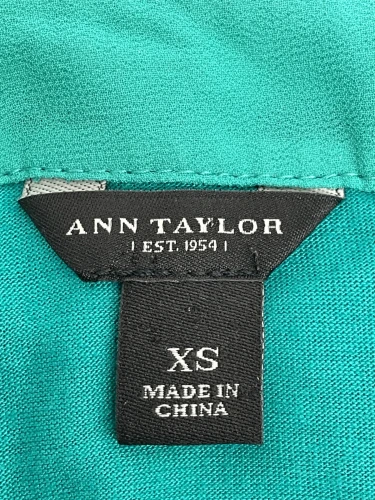 ANN TAYLOR
| EST. 1954 |
XS
MADE IN
CHINA